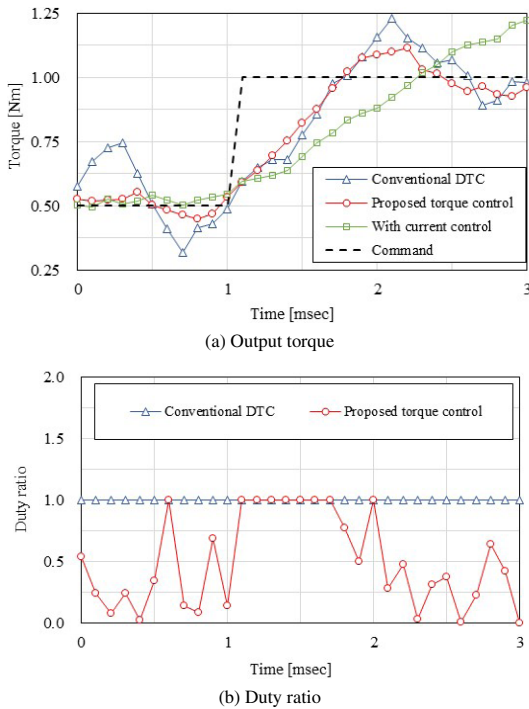 1.25
1.00
0.75
0.50
0.25
Torque [Nm]
Conventional DTC
Proposed torque control
With current control
Command
0 1 2 3
Time [msec]
(a) Output torque
2.0
1.5
1.0
0.5
0.0
Duty ratio
Conventional DTC Proposed torque control
0 1 2 3
Time [msec]
(b) Duty ratio